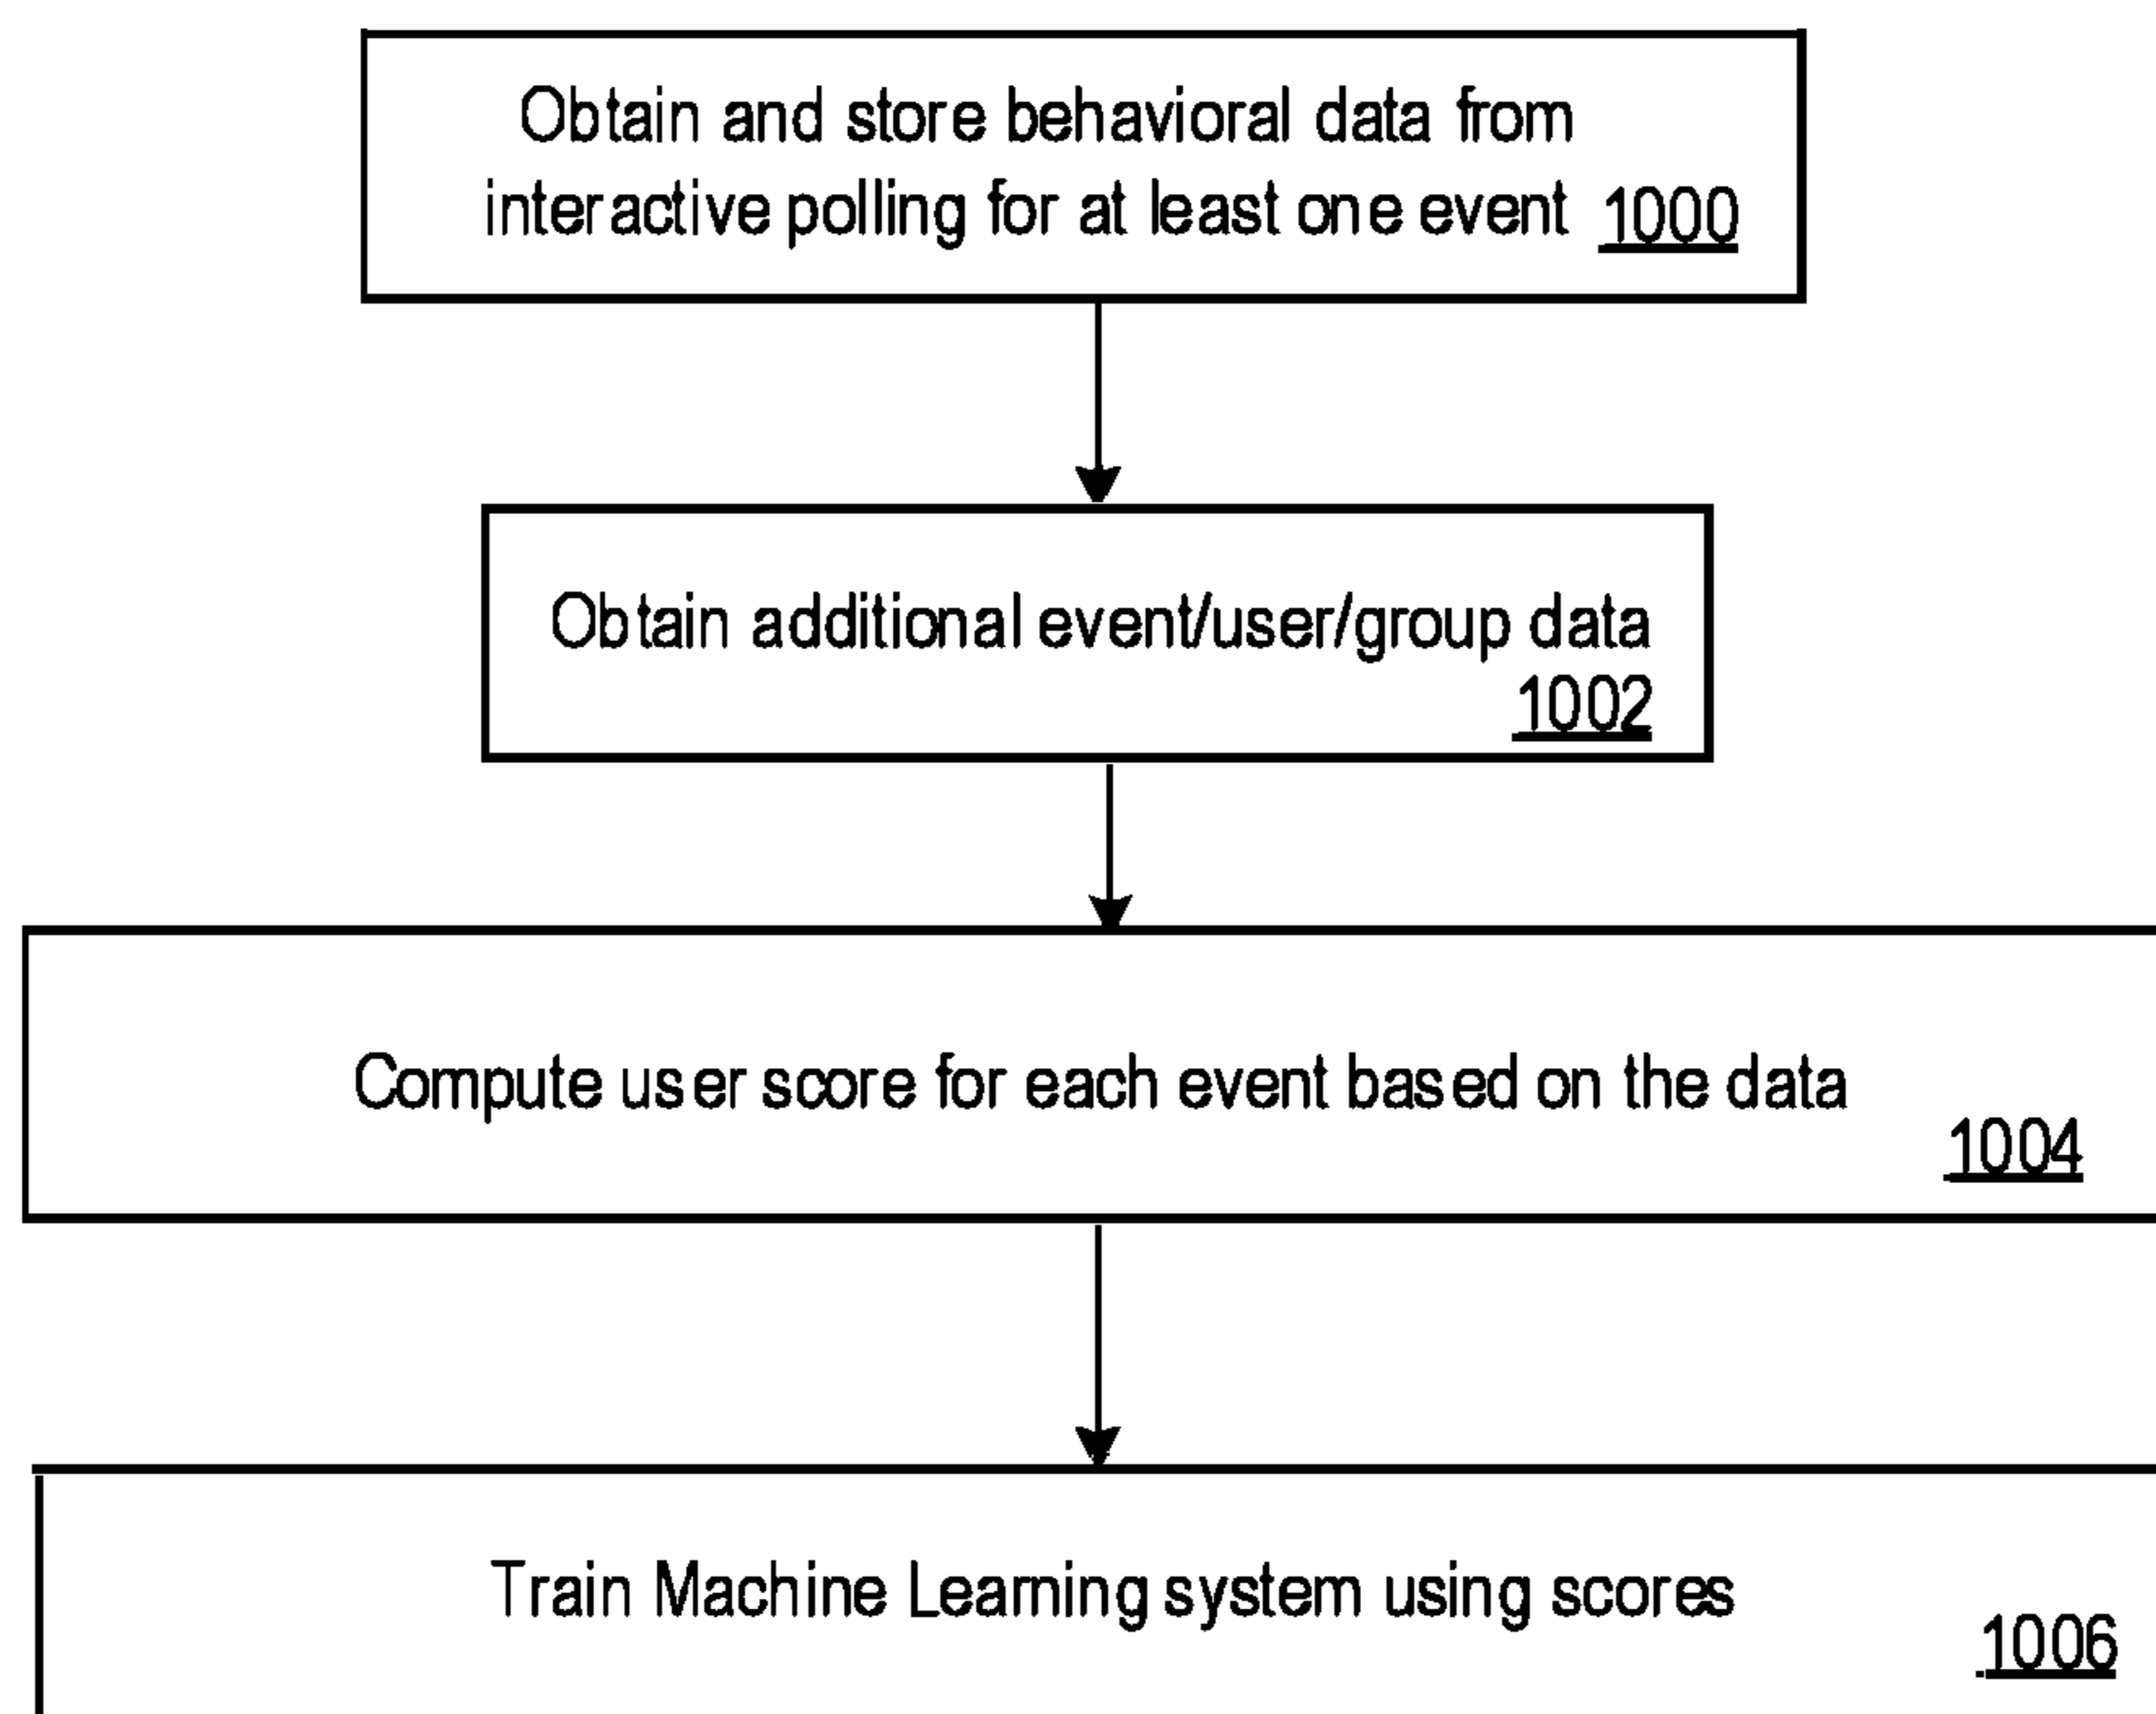 Obtain and store behavioral data from
interactive polling for at least one event 1000
Obtain additional event/user/group data
1002
Compute user score for each event based on the data
1004
Train Machine Learning system using scores
1006